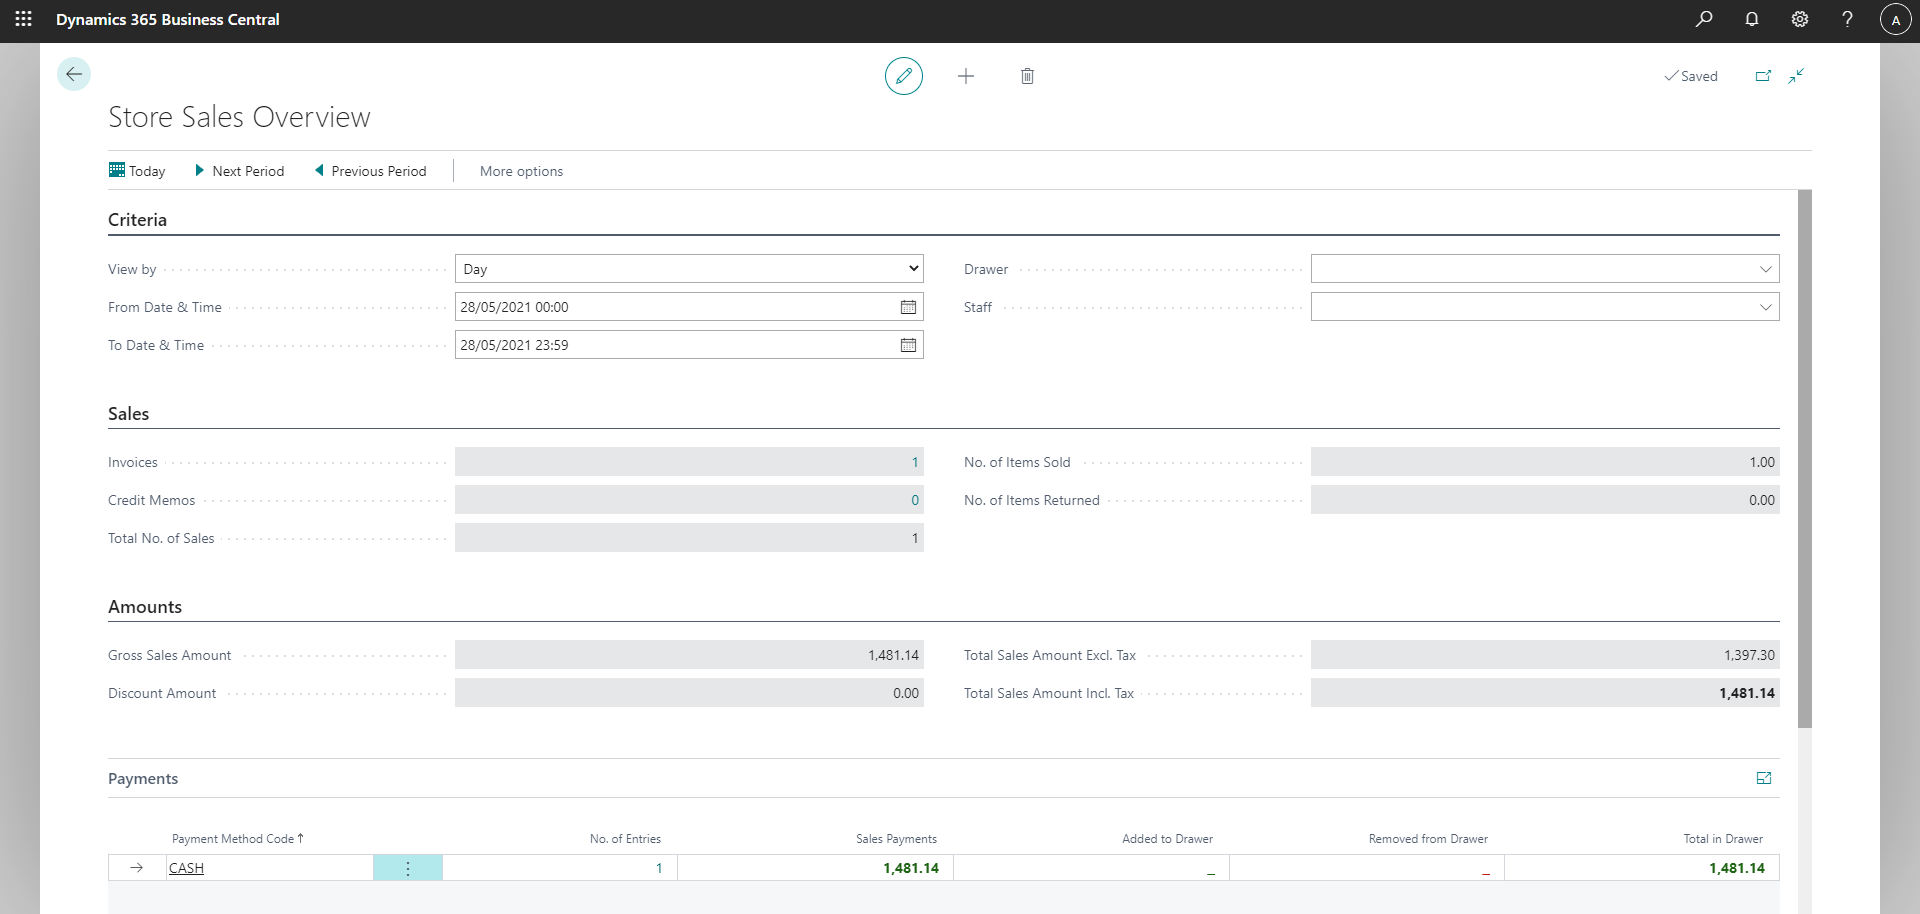 Dynamics 365 Business Central
A
Saved
Store Sales Overview
Today Next Period Previous Period More options
Criteria
View by Day Drawer
From Date & Time 28/05/2021 00:00 Staff
To Date & Time 28/05/2021 23:59
Sales
Invoices 1 No. of Items Sold 1.00
Credit Memos 0 No. of Items Returned 0.00
Total No. of Sales 1
Amounts
Gross Sales Amount 1,481.14 Total Sales Amount Excl. Tax 1,397.30
Discount Amount 0.00 Total Sales Amount Incl. Tax 1,481.14
Payments
Payment Method Code ↑ No. of Entries Sales Payments Added to Drawer Removed from Drawer Total in Drawer
CASH 1 1,481.14 _ _ 1,481.14